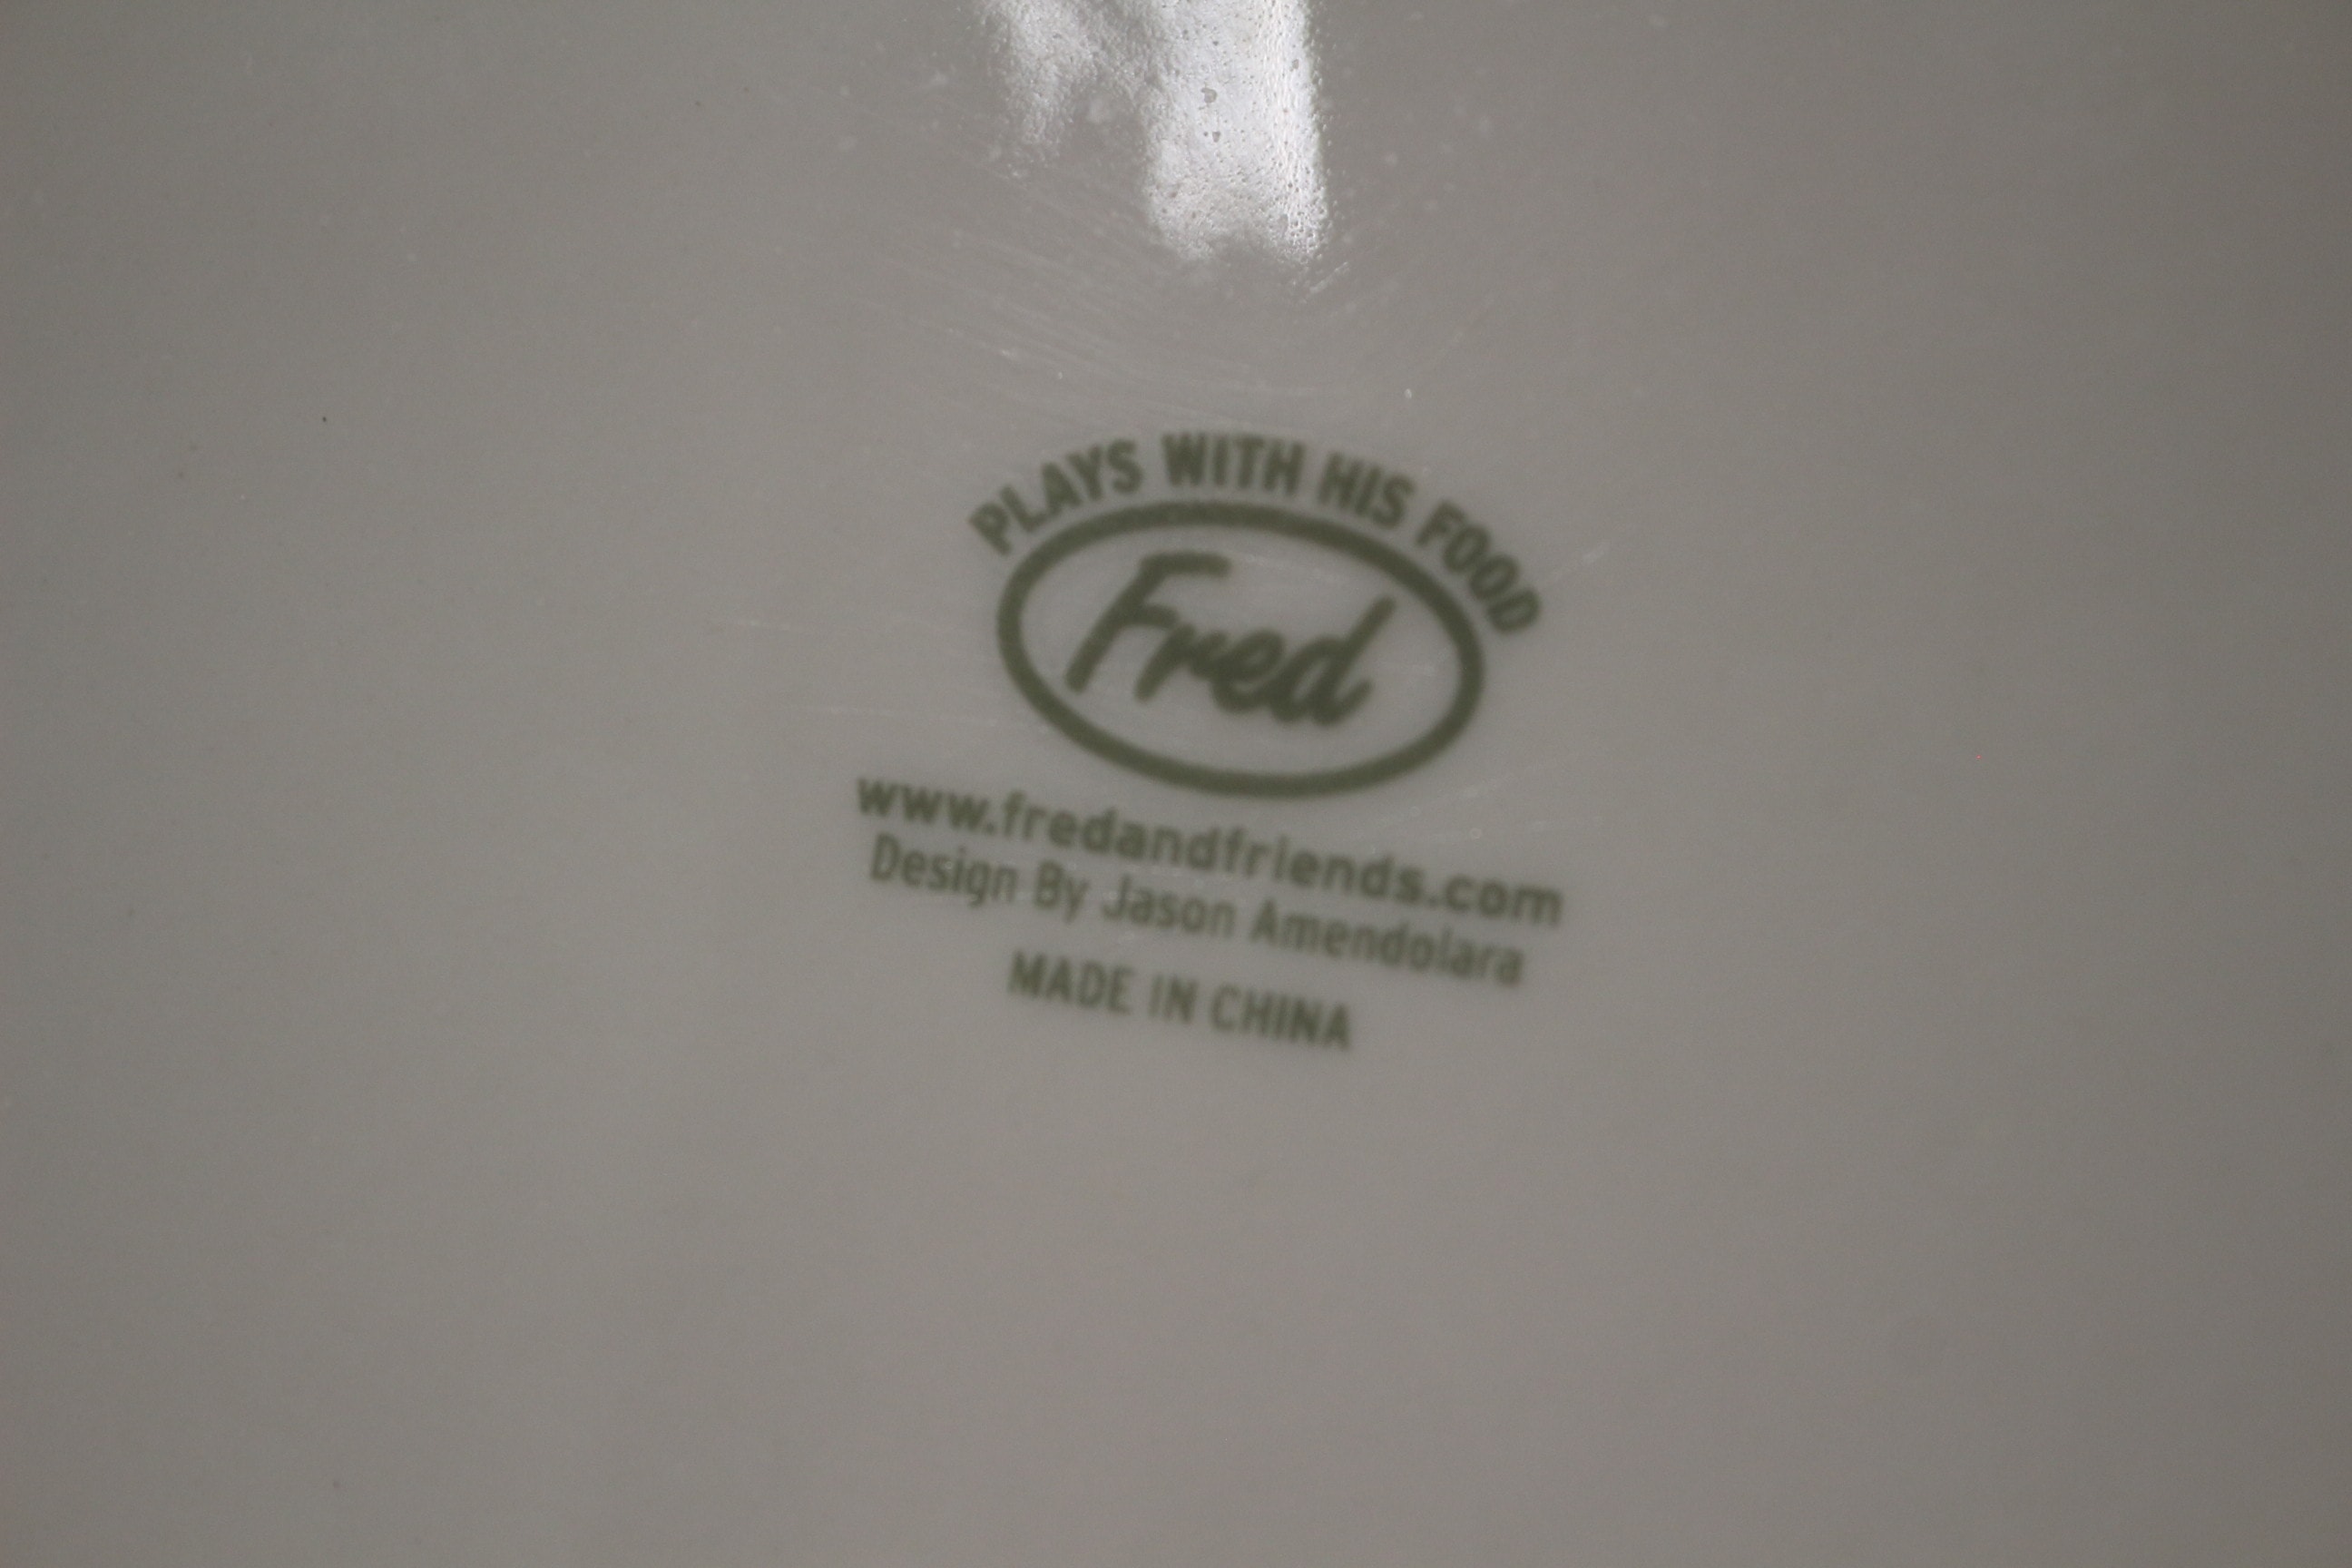 PLAYS WITH HIS FOOD
Fred
www.fredandfriends.com
Design By Jason Amendolara
MADE IN CHINA